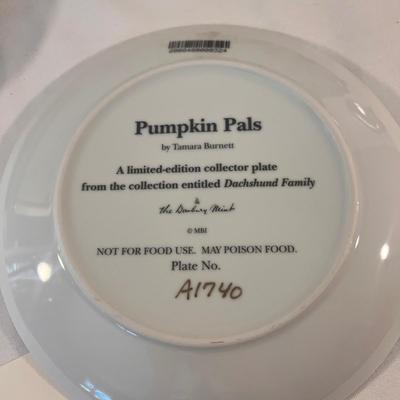 Pumpkin Pals
by Tamara Burnett
A limited-edition collector plate
from the collection entitled Dachshund Family
&
the Danbury Mint
© MBI
NOT FOR FOOD USE. MAY POISON FOOD.
Plate No.
A1740